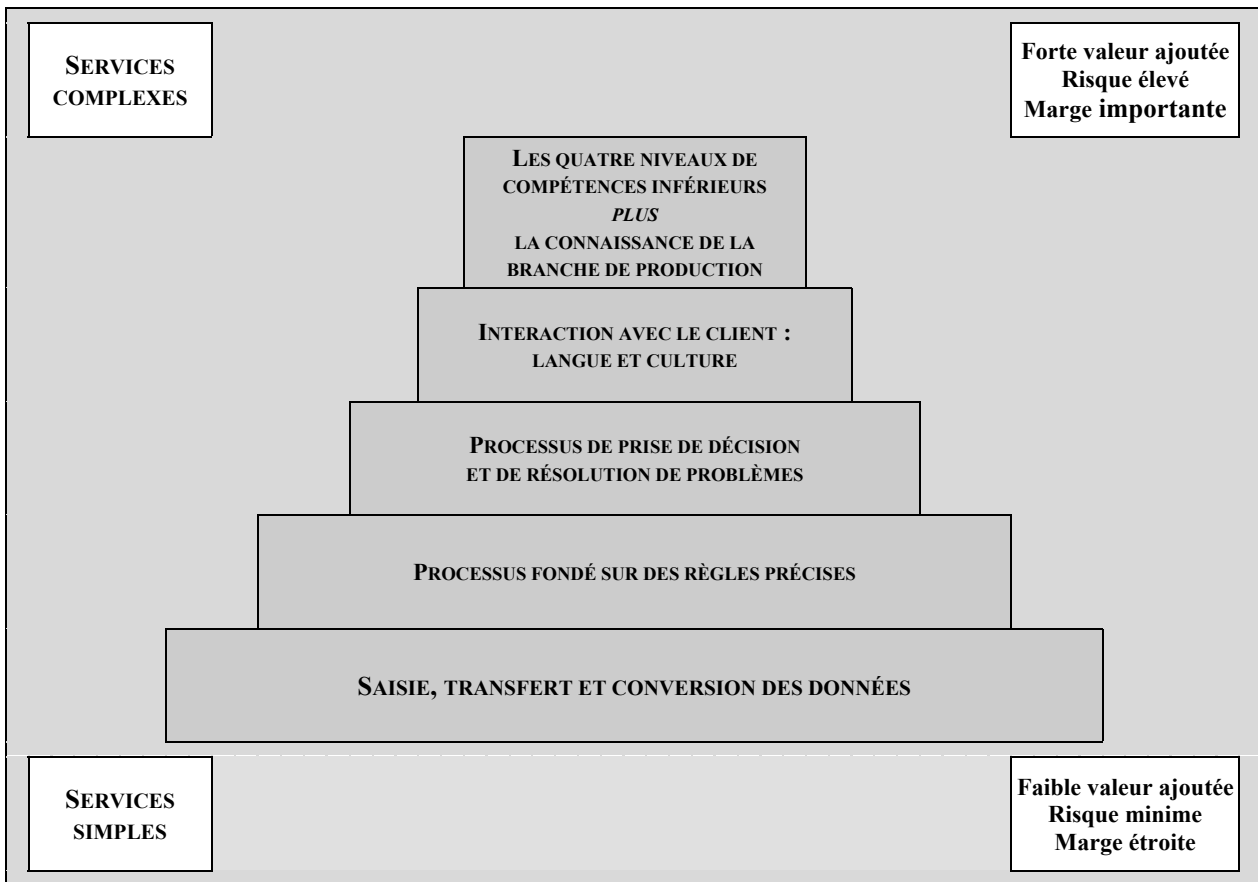 SERVICES
COMPLEXES
Forte valeur ajoutée
Risque élevé
Marge importante
LES QUATRE NIVEAUX DE
COMPÉTENCES INFÉRIEURS
PLUS
LA CONNAISSANCE DE LA
BRANCHE DE PRODUCTION
INTERACTION AVEC LE CLIENT :
LANGUE ET CULTURE
PROCESSUS DE PRISE DE DÉCISION
ET DE RÉSOLUTION DE PROBLÈMES
PROCESSUS FONDÉ SUR DES RÈGLES PRÉCISES
SAISIE, TRANSFERT ET CONVERSION DES DONNÉES
SERVICES
SIMPLES
Faible valeur ajoutée
Risque minime
Marge étroite